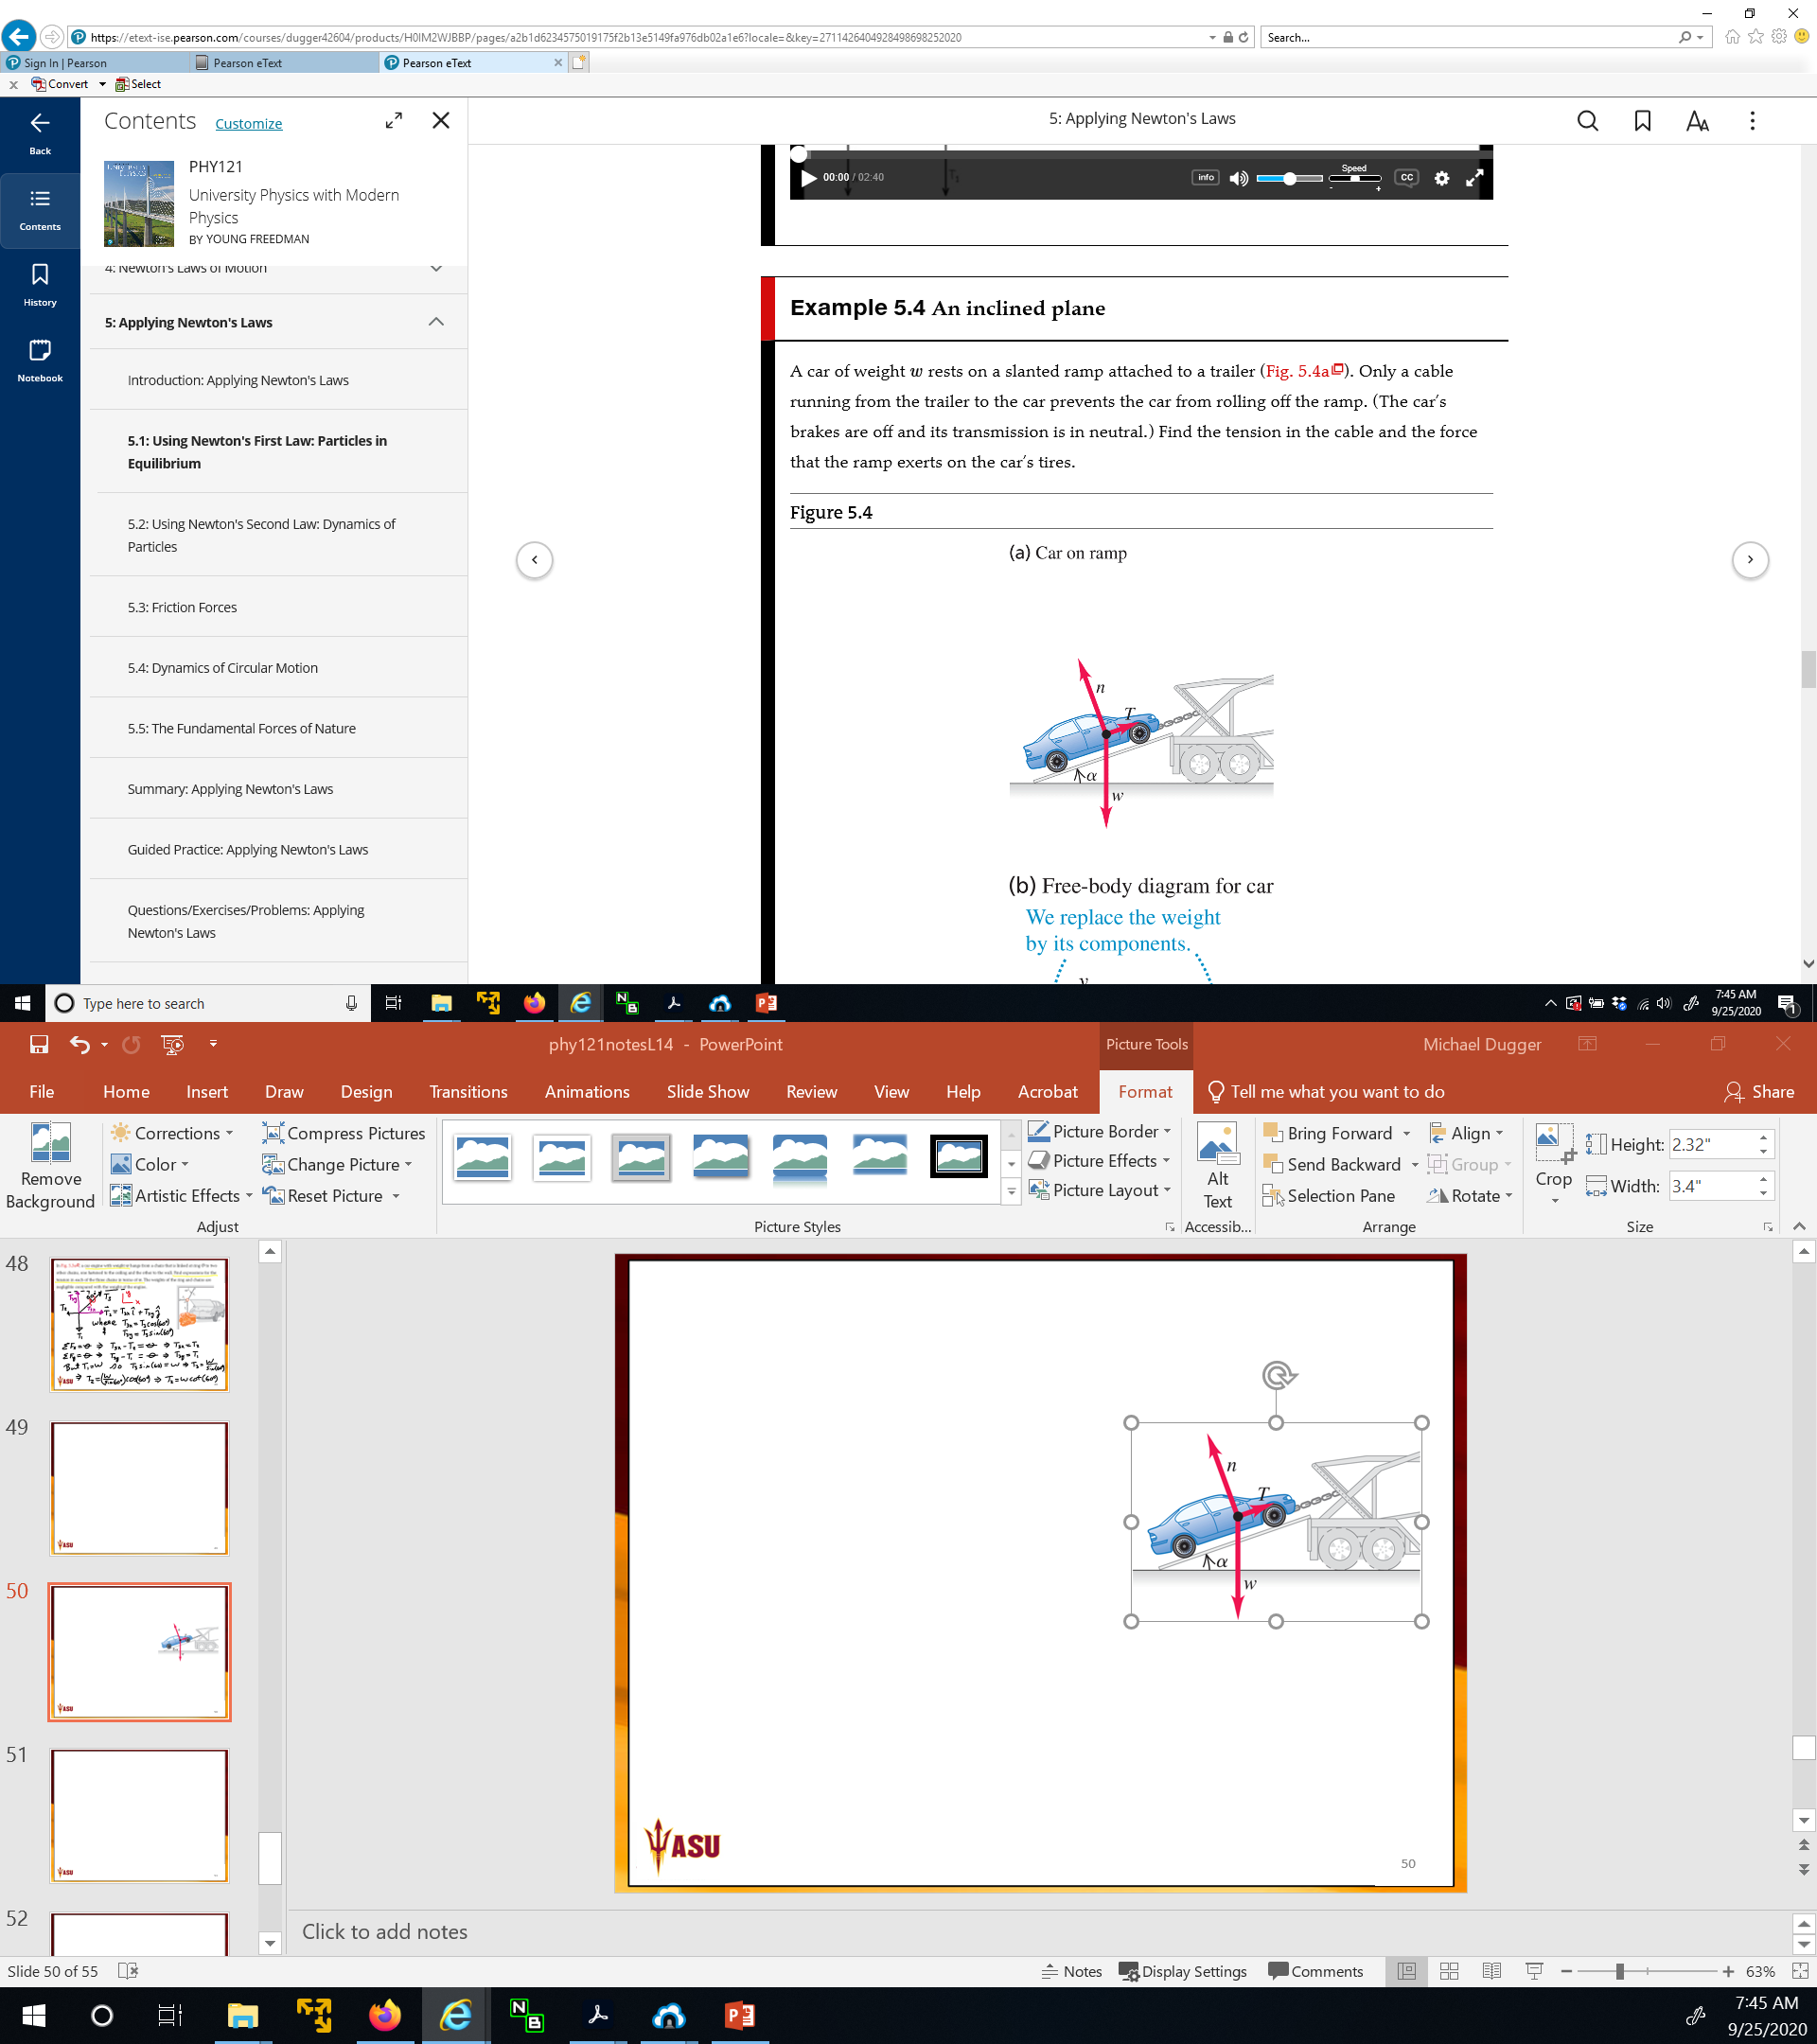 https://etext-ise.pearson.com/courses/dugger42604/products/H0IM2WJBBP/pages/a2b1d6234575019175f2b13e5149fa976db02a1e6?locale=&key=2711426404928498698252020
Search...
Sign In | Pearson
Pearson eText
Pearson eText
Convert
Select
Contents
Customize
5: Applying Newton's Laws
Back
PHY121
University Physics with Modern
Physics
BY YOUNG FREEDMAN
Contents
History
Notebook
4: Newton's Laws of Motion
5: Applying Newton's Laws
Introduction: Applying Newton's Laws
5.1: Using Newton's First Law: Particles in
Equilibrium
5.2: Using Newton's Second Law: Dynamics of
Particles
5.3: Friction Forces
5.4: Dynamics of Circular Motion
5.5: The Fundamental Forces of Nature
Summary: Applying Newton's Laws
Guided Practice: Applying Newton's Laws
Questions/Exercises/Problems: Applying
Newton's Laws
00:00 / 02:40
info
Speed
- +
CC
Example 5.4 An inclined plane
A car of weight w rests on a slanted ramp attached to a trailer (Fig. 5.4a). Only a cable
running from the trailer to the car prevents the car from rolling off the ramp. (The car's
brakes are off and its transmission is in neutral.) Find the tension in the cable and the force
that the ramp exerts on the car's tires.
Figure 5.4
(a) Car on ramp
n
T
α
w
(b) Free-body diagram for car
We replace the weight
by its components.
y
Type here to search
7:45 AM
9/25/2020
1
phy121notesL14 - PowerPoint
Picture Tools
Michael Dugger
File
Home
Insert
Draw
Design
Transitions
Animations
Slide Show
Review
View
Help
Acrobat
Format
Tell me what you want to do
Share
Remove
Background
Corrections
Color
Artistic Effects
Compress Pictures
Change Picture
Reset Picture
Adjust
Picture Styles
Picture Border
Picture Effects
Picture Layout
Alt
Text
Accessib...
Bring Forward
Send Backward
Selection Pane
Align
Group
Rotate
Arrange
Crop
Height: 2.32"
Width: 3.4"
Size
48
49
50
51
52
ASU
ASU
ASU
ASU
n
T
α
w
ASU
50
Click to add notes
Slide 50 of 55
Notes
Display Settings
Comments
63%
7:45 AM
9/25/2020